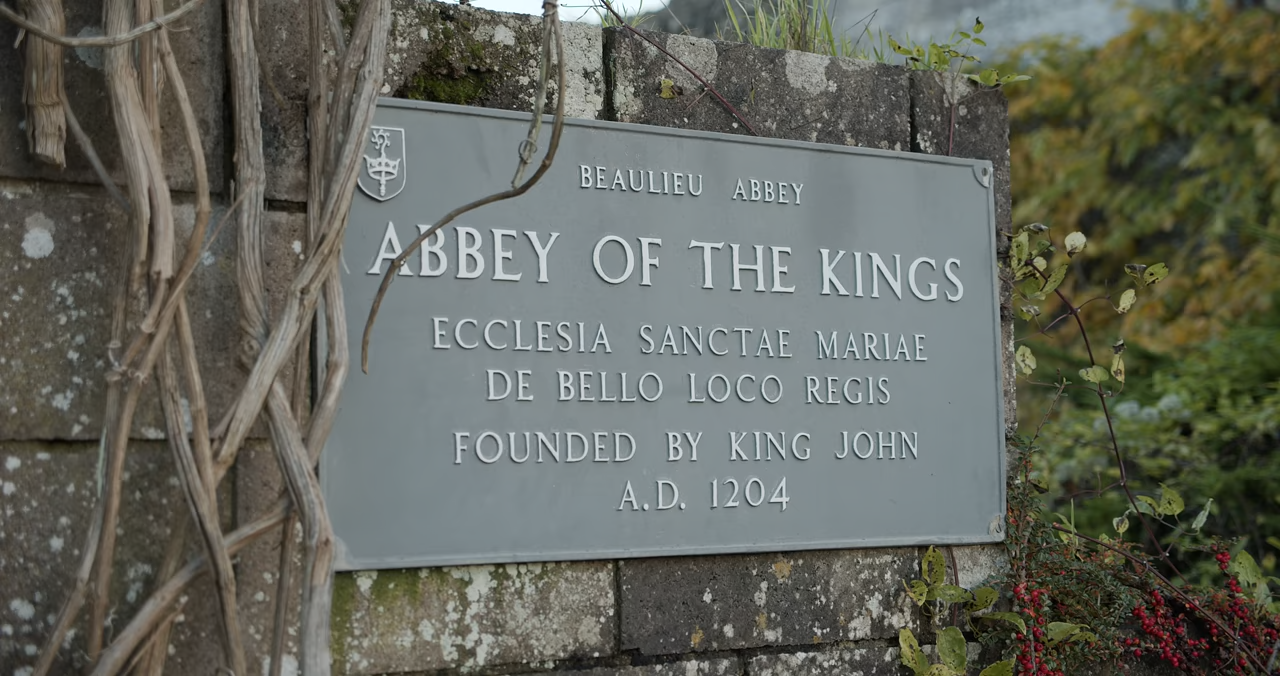 BEAULIEU ABBEY
ABBEY OF THE KINGS
ECCLESIA SANCTAE MARIAE
DE BELLO LOCO REGIS
FOUNDED BY KING JOHN
A.D. 1204